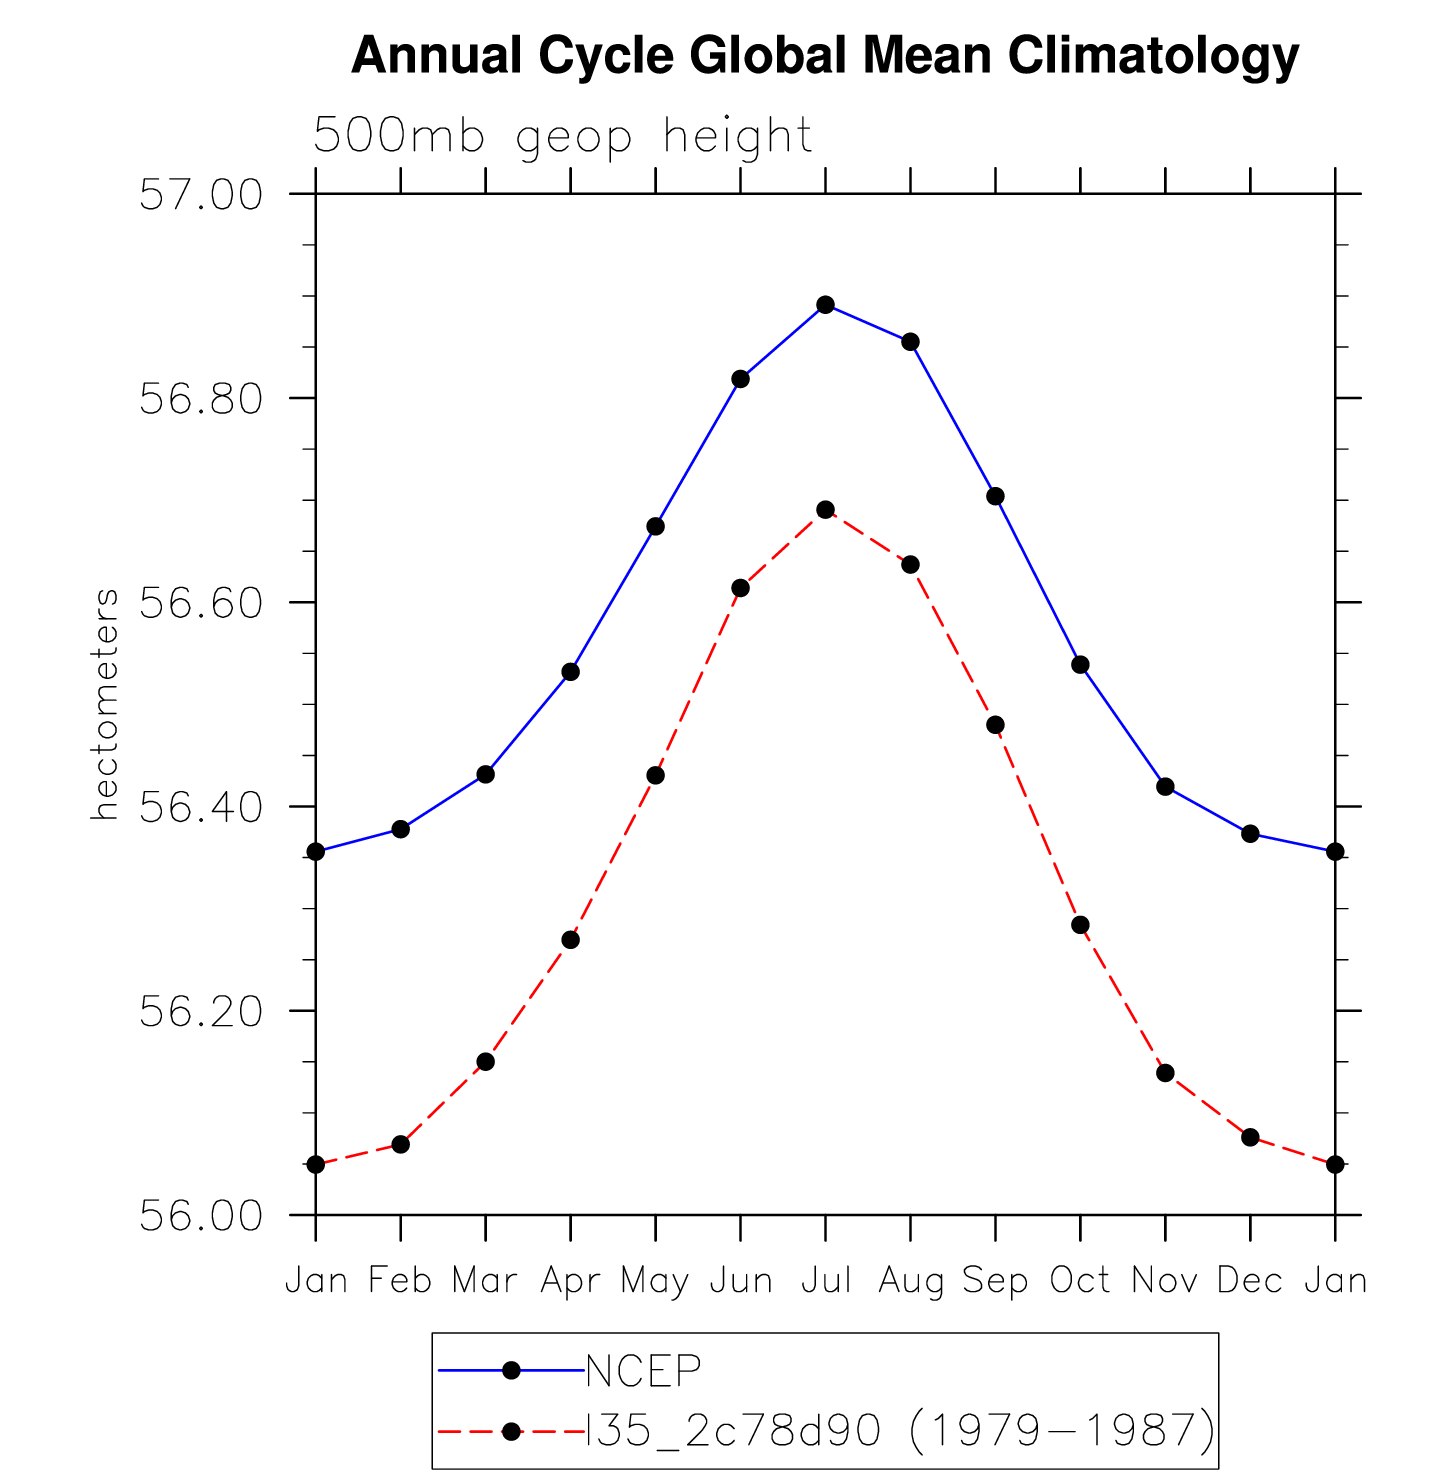 Annual Cycle Global Mean Climatology
500mb geop height
57.00
56.80
56.60
56.40
56.20
56.00
hectometers
Jan Feb Mar Apr May Jun Jul Aug Sep Oct Nov Dec Jan
NCEP
l35_2c78d90 (1979-1987)